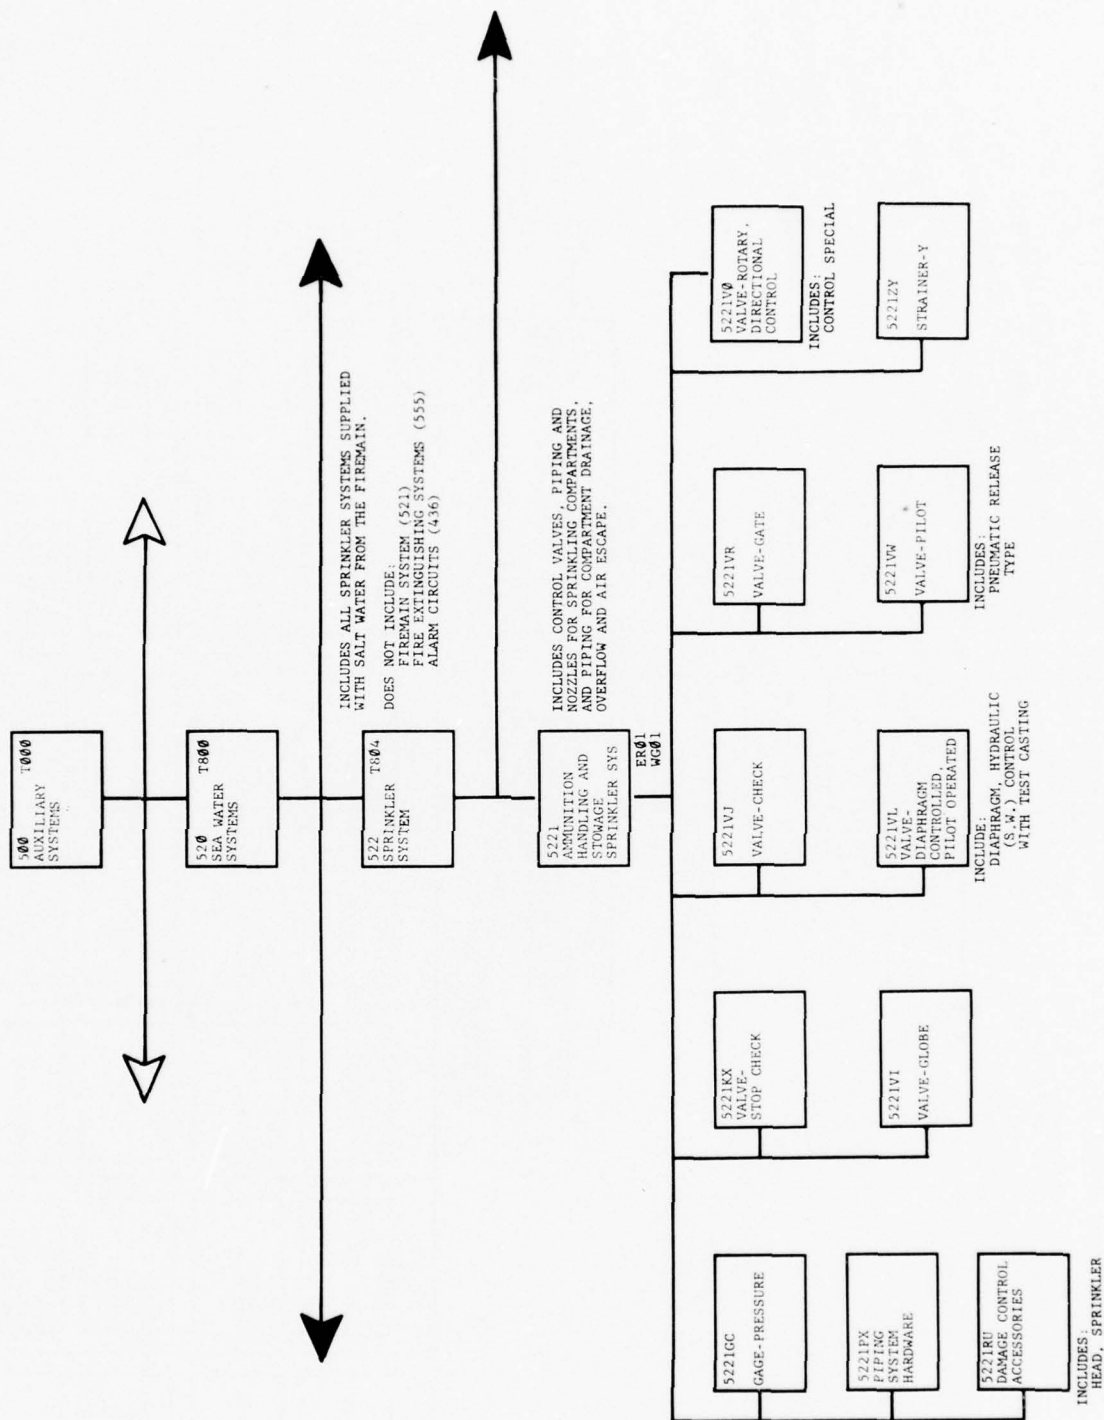 500 T000
AUXILIARY
SYSTEMS
520 T800
SEA WATER
SYSTEMS
INCLUDES ALL SPRINKLER SYSTEMS SUPPLIED
WITH SALT WATER FROM THE FIREMAIN.
DOES NOT INCLUDE:
FIREMAIN SYSTEM (521)
FIRE EXTINGUISHING SYSTEMS (555)
ALARM CIRCUITS (436)
522 T804
SPRINKLER
SYSTEM
INCLUDES CONTROL VALVES, PIPING AND
NOZZLES FOR SPRINKLING COMPARTMENTS,
AND PIPING FOR COMPARTMENT DRAINAGE,
OVERFLOW AND AIR ESCAPE.
5221
AMMUNITION
HANDLING AND
STOWAGE
SPRINKLER SYS
ERØ1
WGØ1
5221GC
GAGE-PRESSURE
5221PX
PIPING
SYSTEM
HARDWARE
5221RU
DAMAGE CONTROL
ACCESSORIES
INCLUDES:
HEAD, SPRINKLER
5221KX
VALVE-
STOP CHECK
5221VI
VALVE-GLOBE
5221VJ
VALVE-CHECK
5221VL
VALVE-
DIAPHRAGM
CONTROLLED,
PILOT OPERATED
INCLUDE:
DIAPHRAGM, HYDRAULIC
(S.W.) CONTROL
WITH TEST CASTING
5221VR
VALVE-GATE
5221VW
VALVE-PILOT
INCLUDES:
PNEUMATIC RELEASE
TYPE
5221VØ
VALVE-ROTARY,
DIRECTIONAL
CONTROL
INCLUDES:
CONTROL SPECIAL
5221ZY
STRAINER-Y